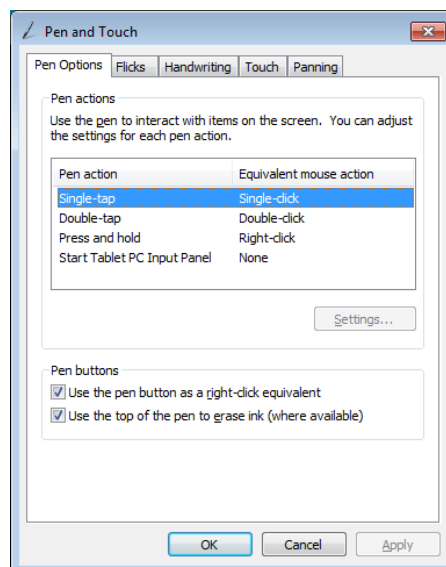 Pen and Touch
Pen Options Flicks Handwriting Touch Panning
Pen actions
Use the pen to interact with items on the screen.  You can adjust
the settings for each pen action.
Pen action Equivalent mouse action
Single-tap Single-click
Double-tap Double-click
Press and hold Right-click
Start Tablet PC Input Panel None
Settings...
Pen buttons
Use the pen button as a right-click equivalent
Use the top of the pen to erase ink (where available)
OK Cancel Apply